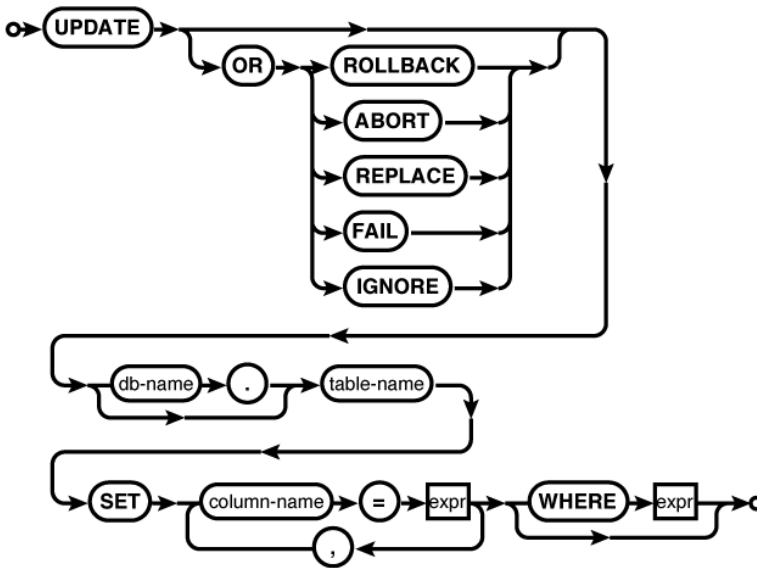 UPDATE
OR ROLLBACK
ABORT
REPLACE
FAIL
IGNORE
db-name . table-name
SET column-name = expr WHERE expr
,